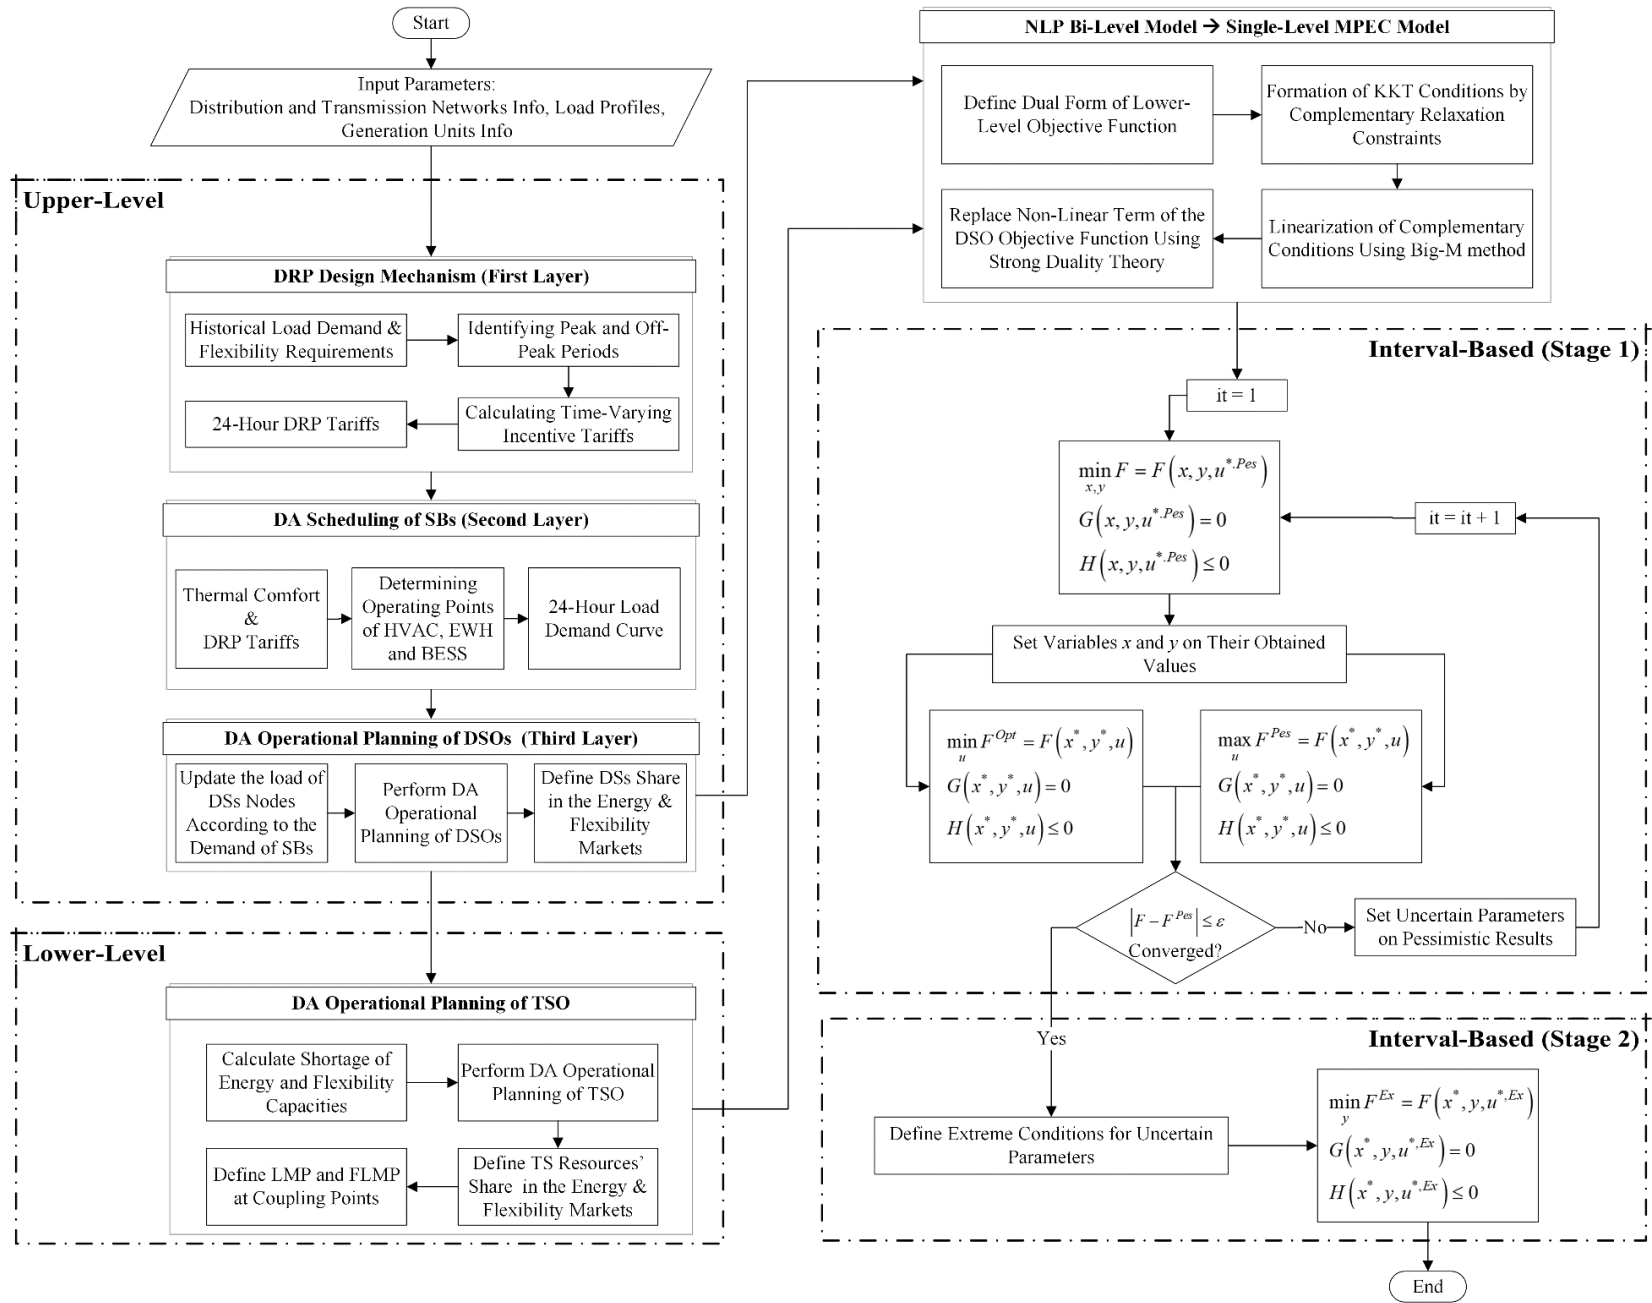 Start
Input Parameters:
Distribution and Transmission Networks Info, Load Profiles,
Generation Units Info
Upper-Level
DRP Design Mechanism (First Layer)
Historical Load Demand &
Flexibility Requirements
Identifying Peak and Off-
Peak Periods
Calculating Time-Varying
Incentive Tariffs
24-Hour DRP Tariffs
DA Scheduling of SBs (Second Layer)
Thermal Comfort
&
DRP Tariffs
Determining
Operating Points
of HVAC, EWH
and BESS
24-Hour Load
Demand Curve
DA Operational Planning of DSOs (Third Layer)
Update the load of
DSs Nodes
According to the
Demand of SBs
Perform DA
Operational
Planning of DSOs
Define DSs Share
in the Energy &
Flexibility
Markets
Lower-Level
DA Operational Planning of TSO
Calculate Shortage of
Energy and Flexibility
Capacities
Perform DA Operational
Planning of TSO
Define TS Resources’
Share in the Energy &
Flexibility Markets
Define LMP and FLMP
at Coupling Points
NLP Bi-Level Model → Single-Level MPEC Model
Define Dual Form of Lower-
Level Objective Function
Formation of KKT Conditions by
Complementary Relaxation
Constraints
Linearization of Complementary
Conditions Using Big-M method
Replace Non-Linear Term of the
DSO Objective Function Using
Strong Duality Theory
Interval-Based (Stage 1)
it = 1
min_{x,y} F = F(x, y, u^{*.Pes})
G(x, y, u^{*.Pes}) = 0
H(x, y, u^{*.Pes}) ≤ 0
it = it + 1
Set Variables x and y on Their Obtained
Values
min_u F^{Opt} = F(x^*, y^*, u)
G(x^*, y^*, u) = 0
H(x^*, y^*, u) ≤ 0
max_u F^{Pes} = F(x^*, y^*, u)
G(x^*, y^*, u) = 0
H(x^*, y^*, u) ≤ 0
|F − F^{Pes}| ≤ ε
Converged?
No
Set Uncertain Parameters
on Pessimistic Results
Yes
Interval-Based (Stage 2)
Define Extreme Conditions for Uncertain
Parameters
min_y F^{Ex} = F(x^*, y, u^{*,Ex})
G(x^*, y, u^{*,Ex}) = 0
H(x^*, y, u^{*,Ex}) ≤ 0
End